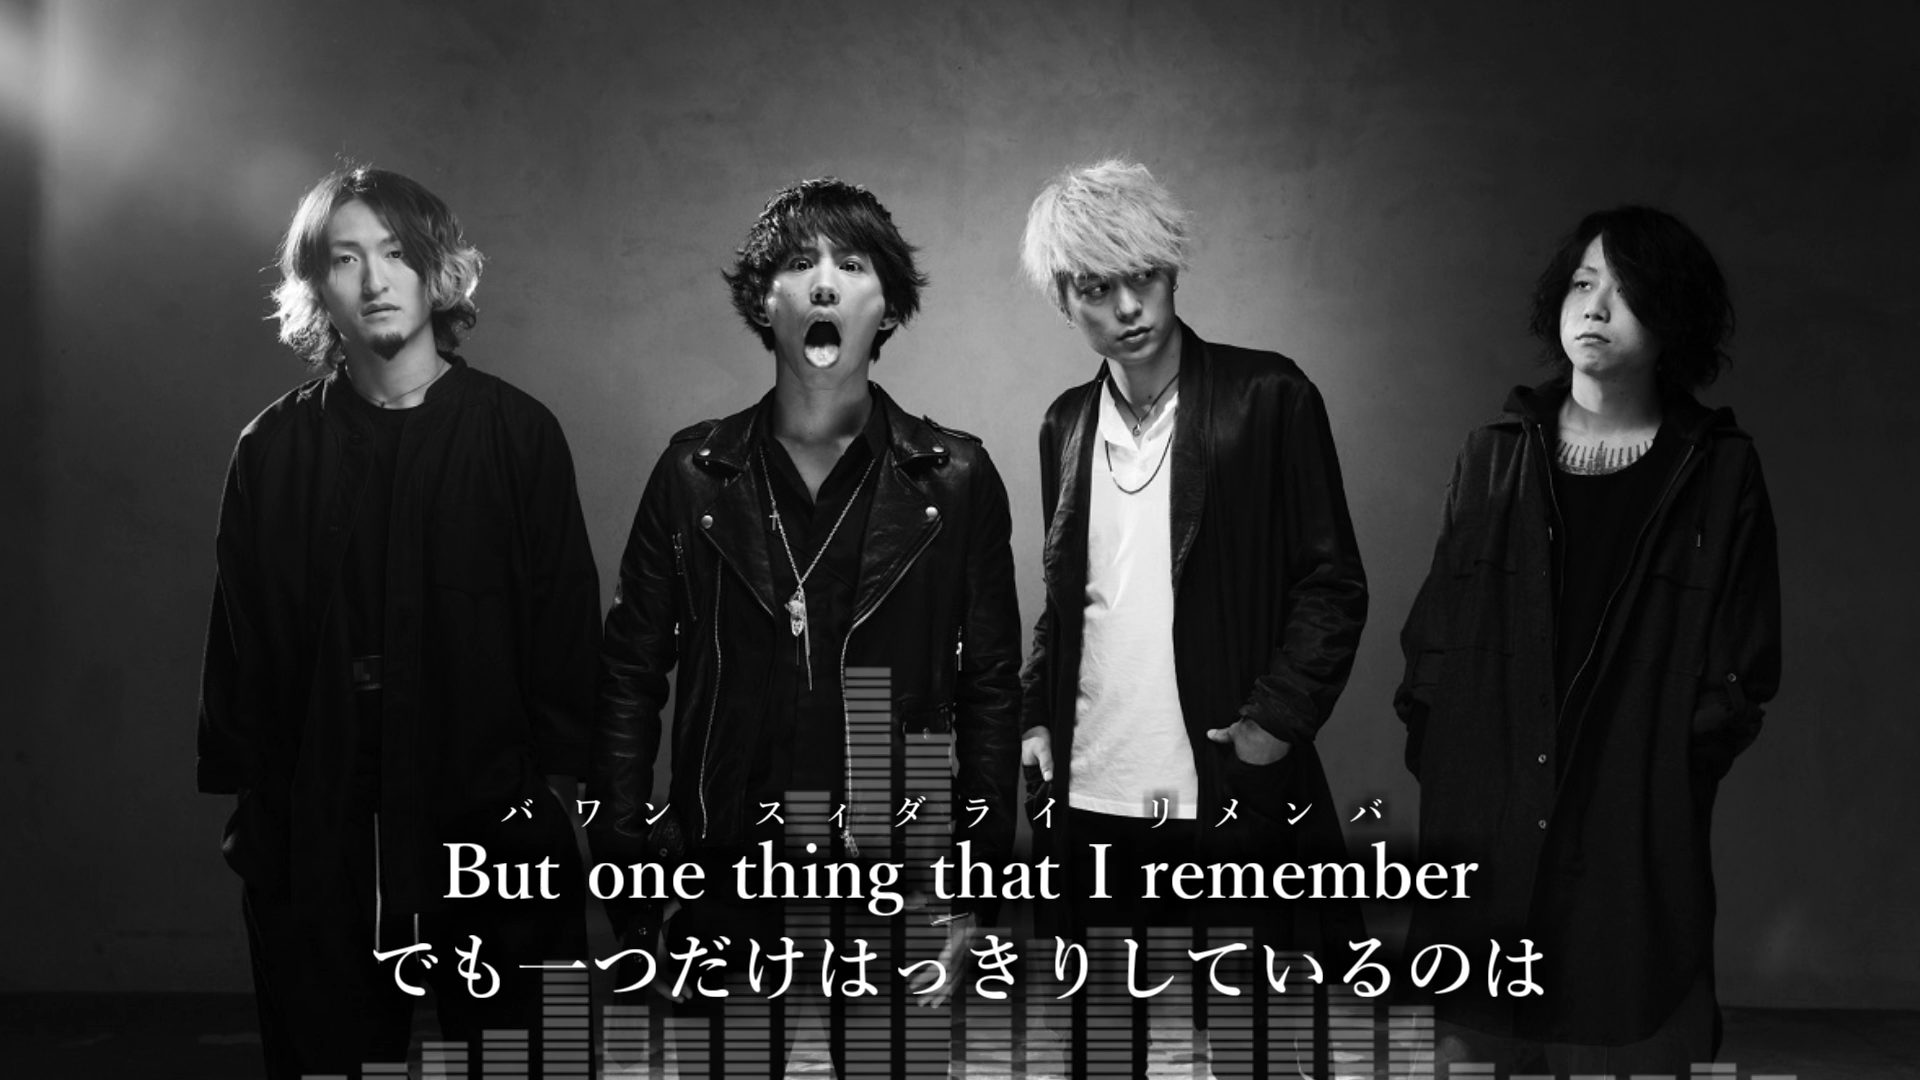 バワン スィダライ リメンバ
But one thing that I remember
でも一つだけはっきりしているのは